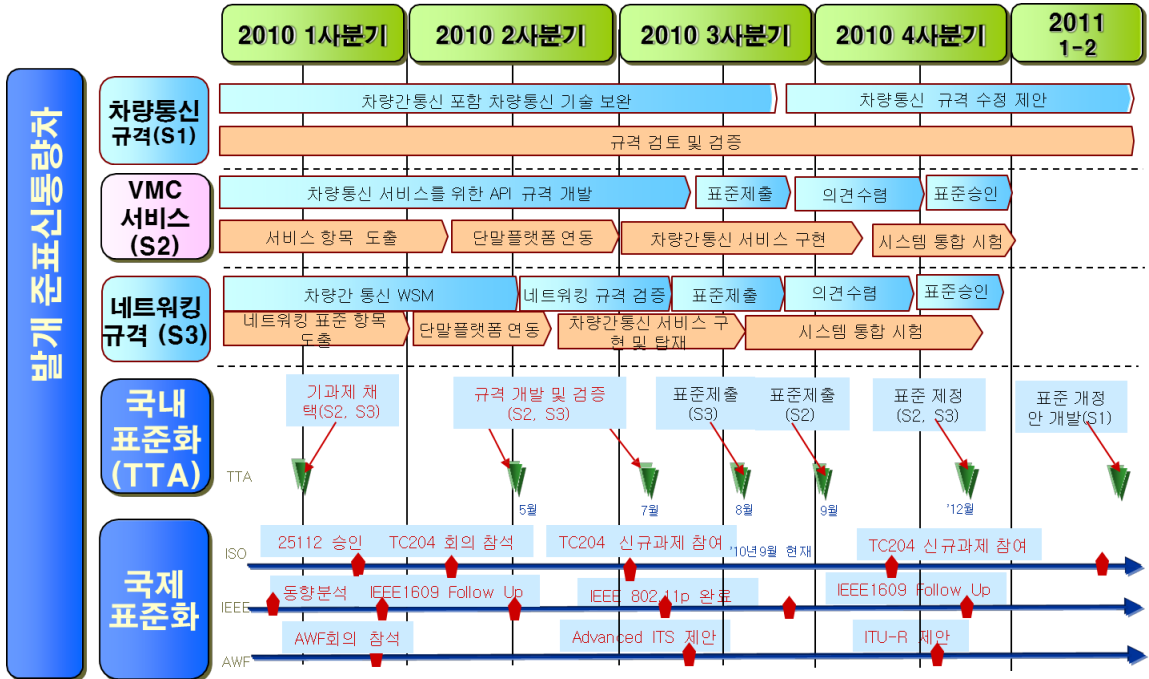 2010 1사분기
2010 2사분기
2010 3사분기
2010 4사분기
2011
1-2
차량통신표준 개발
차량통신
규격(S1)
차량간통신 포함 차량통신 기술 보완
차량통신 규격 수정 제안
규격 검토 및 검증
VMC
서비스
(S2)
차량통신 서비스를 위한 API 규격 개발
표준제출
의견수렴
표준승인
서비스 항목 도출
단말플랫폼 연동
차량간통신 서비스 구현
시스템 통합 시험
네트워킹
규격 (S3)
차량간 통신 WSM
네트워킹 규격 검증
표준제출
의견수렴
표준승인
네트워킹 표준 항목
도출
단말플랫폼 연동
차량간통신 서비스 구
현 및 탑재
시스템 통합 시험
국내
표준화
(TTA)
기과제 채
택(S2, S3)
규격 개발 및 검증
(S2, S3)
표준제출
(S3)
표준제출
(S2)
표준 제정
(S2, S3)
표준 개정
안 개발(S1)
TTA
5월
7월
8월
9월
'12월
국제
표준화
ISO
25112 승인
TC204 회의 참석
TC204 신규과제 참여
'10년9월 현재
TC204 신규과제 참여
IEEE
동향분석
IEEE1609 Follow Up
IEEE 802.11p 완료
IEEE1609 Follow Up
AWF
AWF회의 참석
Advanced ITS 제안
ITU-R 제안